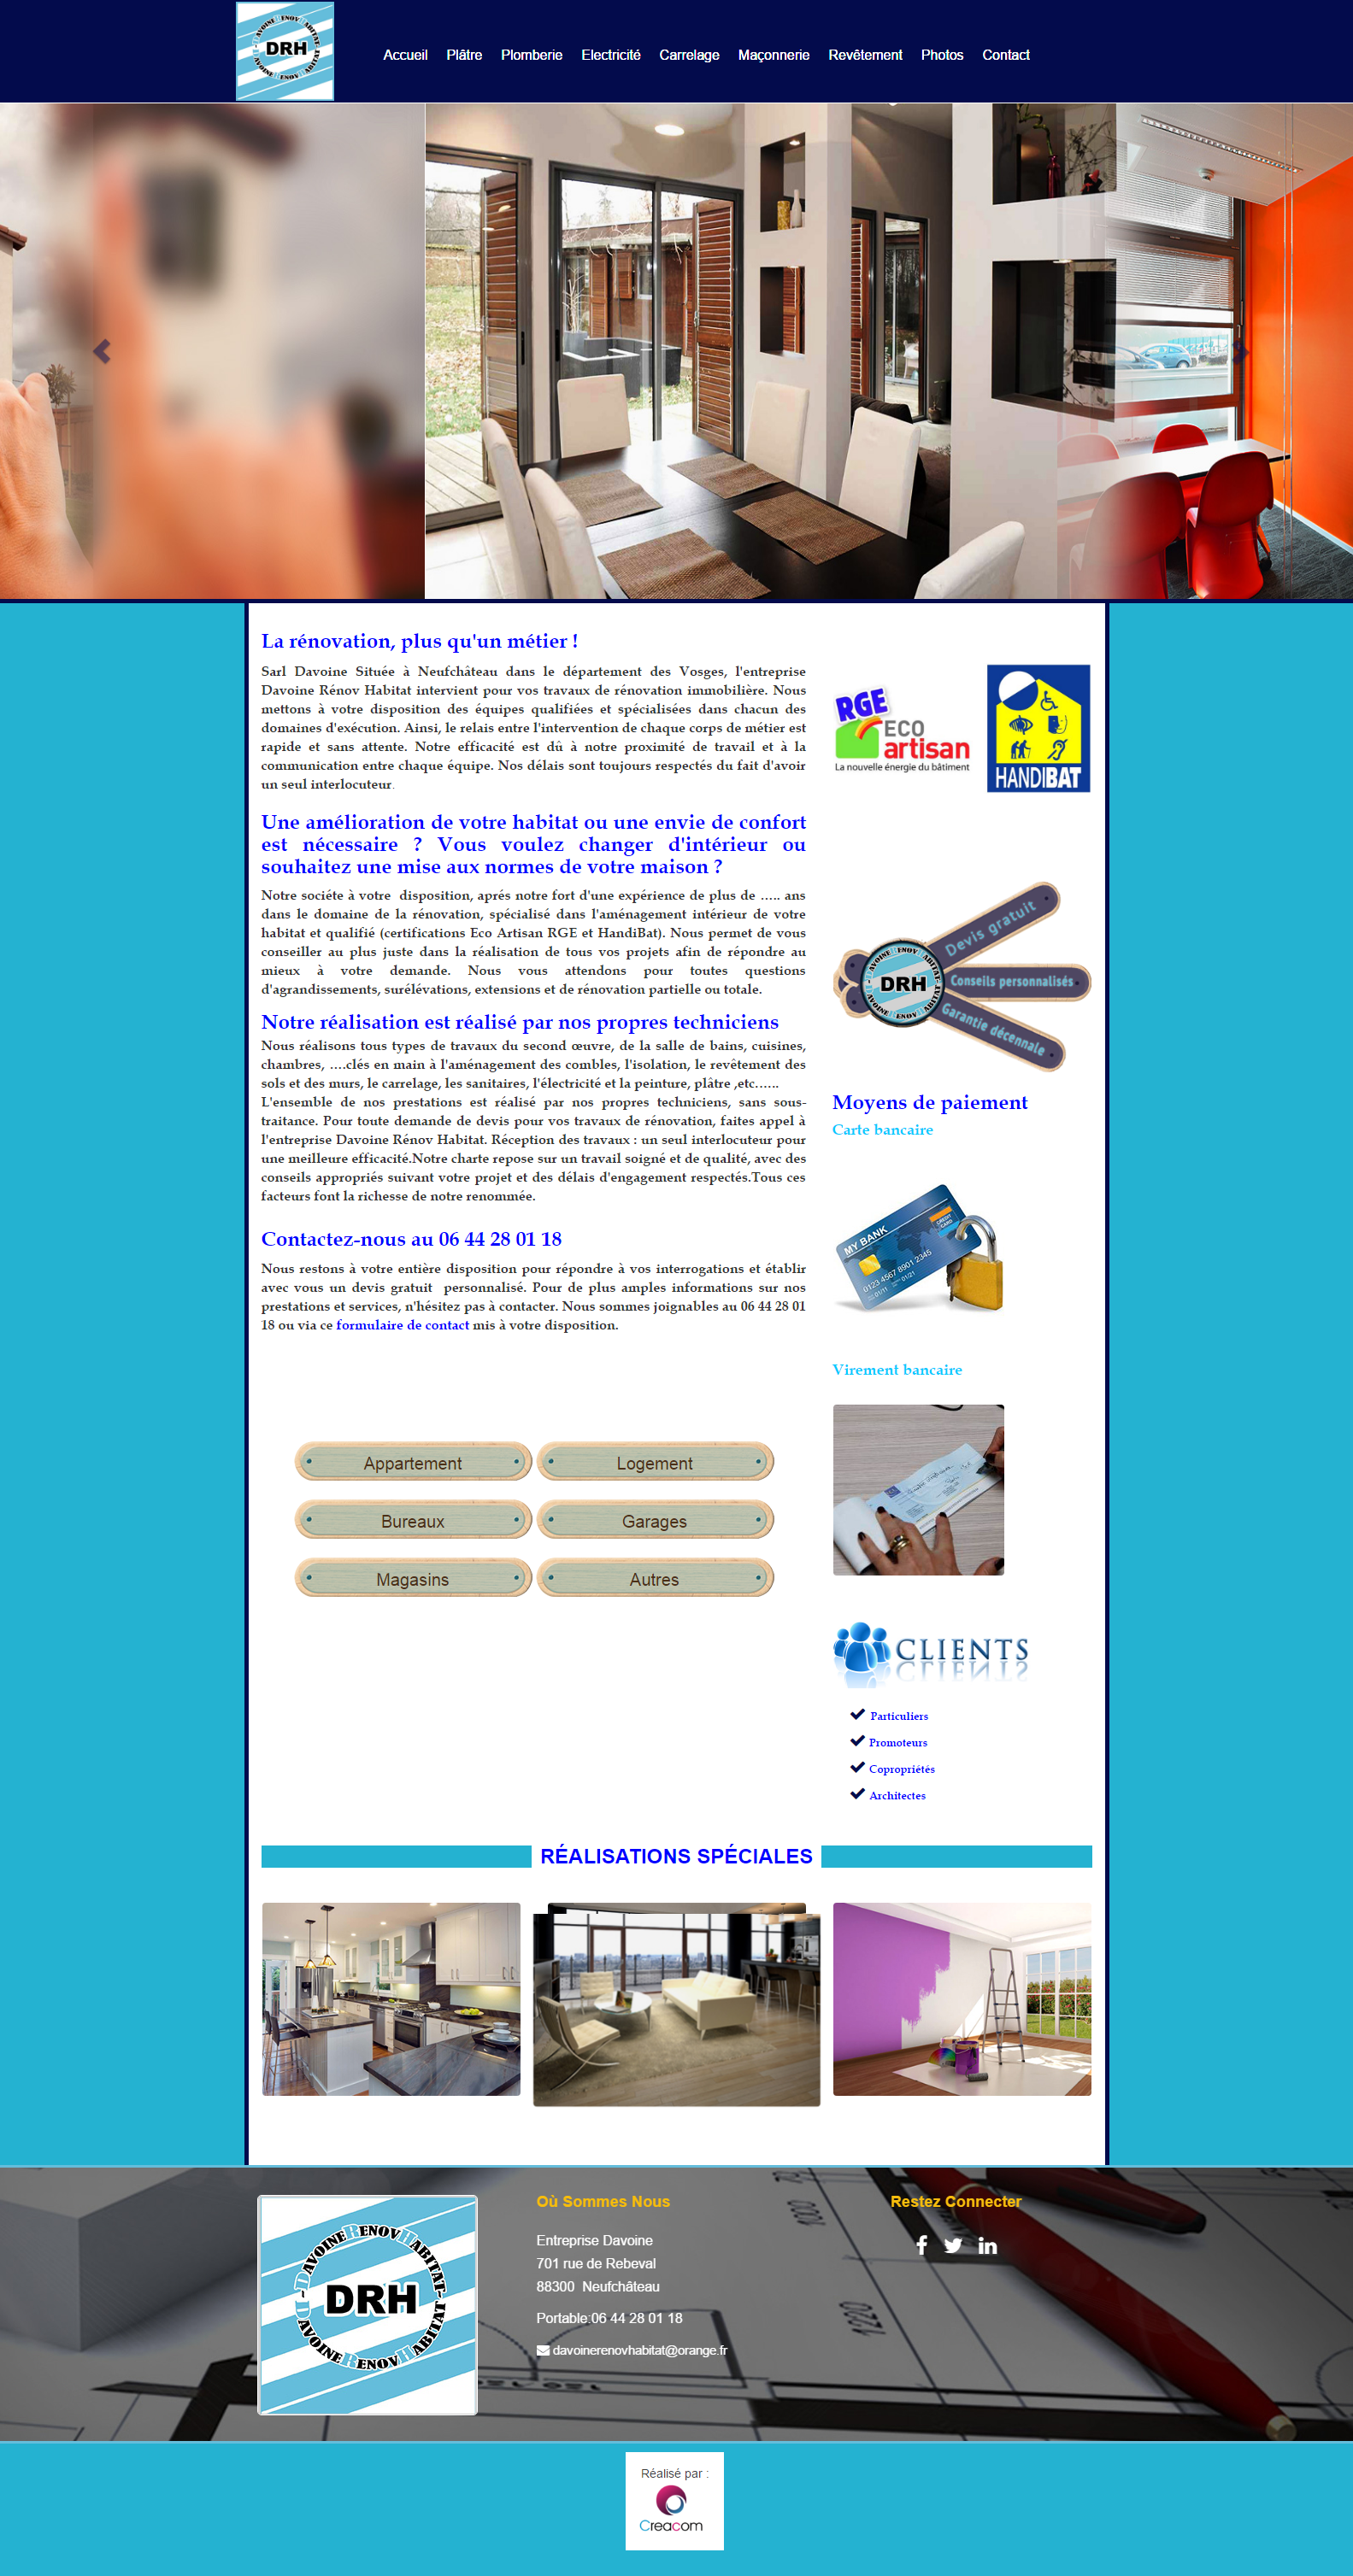 DAVOINE RENOV HABITAT
DRH
DAVOINE RENOV HABITAT
Accueil Plâtre Plomberie Electricité Carrelage Maçonnerie Revêtement Photos Contact
La rénovation, plus qu'un métier !
Sarl Davoine Située à Neufchâteau dans le département des Vosges, l'entreprise
Davoine Rénov Habitat intervient pour vos travaux de rénovation immobilière. Nous
mettons à votre disposition des équipes qualifiées et spécialisées dans chacun des
domaines d'exécution. Ainsi, le relais entre l'intervention de chaque corps de métier est
rapide et sans attente. Notre efficacité est dû à notre proximité de travail et à la
communication entre chaque équipe. Nos délais sont toujours respectés du fait d'avoir
un seul interlocuteur.
Une amélioration de votre habitat ou une envie de confort
est nécessaire ? Vous voulez changer d'intérieur ou
souhaitez une mise aux normes de votre maison ?
Notre sociéte à votre disposition, aprés notre fort d'une expérience de plus de ..... ans
dans le domaine de la rénovation, spécialisé dans l'aménagement intérieur de votre
habitat et qualifié (certifications Eco Artisan RGE et HandiBat). Nous permet de vous
conseiller au plus juste dans la réalisation de tous vos projets afin de répondre au
mieux à votre demande. Nous vous attendons pour toutes questions
d'agrandissements, surélévations, extensions et de rénovation partielle ou totale.
Notre réalisation est réalisé par nos propres techniciens
Nous réalisons tous types de travaux du second œuvre, de la salle de bains, cuisines,
chambres, ....clés en main à l'aménagement des combles, l'isolation, le revêtement des
sols et des murs, le carrelage, les sanitaires, l'électricité et la peinture, plâtre ,etc......
L'ensemble de nos prestations est réalisé par nos propres techniciens, sans sous-
traitance. Pour toute demande de devis pour vos travaux de rénovation, faites appel à
l'entreprise Davoine Rénov Habitat. Réception des travaux : un seul interlocuteur pour
une meilleure efficacité.Notre charte repose sur un travail soigné et de qualité, avec des
conseils appropriés suivant votre projet et des délais d'engagement respectés.Tous ces
facteurs font la richesse de notre renommée.
Contactez-nous au 06 44 28 01 18
Nous restons à votre entière disposition pour répondre à vos interrogations et établir
avec vous un devis gratuit personnalisé. Pour de plus amples informations sur nos
prestations et services, n'hésitez pas à contacter. Nous sommes joignables au 06 44 28 01
18 ou via ce formulaire de contact mis à votre disposition.
Appartement
Logement
Bureaux
Garages
Magasins
Autres
RGE
ECO
artisan
La nouvelle énergie du bâtiment
HANDIBAT
Devis gratuit
Conseils personnalisés
Garantie décennale
DAVOINE RENOV HABITAT
DRH
DAVOINE RENOV HABITAT
Moyens de paiement
Carte bancaire
MY BANK
CREDIT CARD
0123 4567 8901 2345
01/11 01/21
Virement bancaire
CLIENTS
Particuliers
Promoteurs
Copropriétés
Architectes
RÉALISATIONS SPÉCIALES
DAVOINE RENOV HABITAT
DRH
DAVOINE RENOV HABITAT
Où Sommes Nous
Entreprise Davoine
701 rue de Rebeval
88300 Neufchâteau
Portable:06 44 28 01 18
davoinerenovhabitat@orange.fr
Restez Connecter
Réalisé par :
Creacom